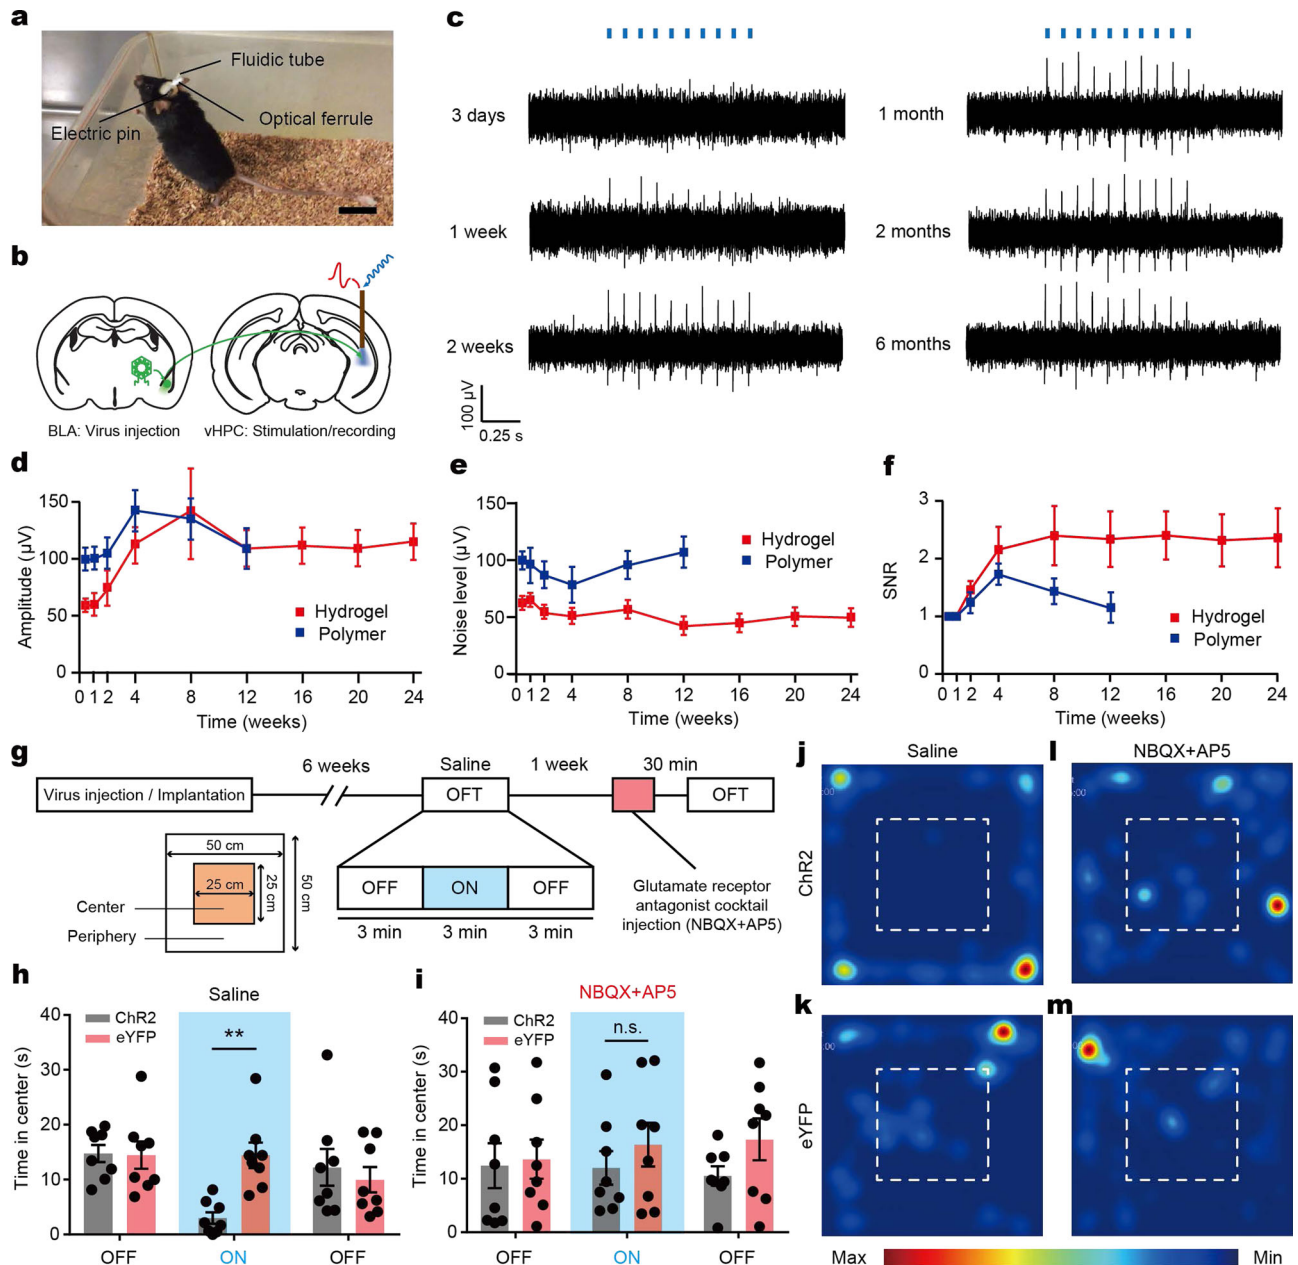 a
Fluidic tube
Electric pin
Optical ferrule
b
BLA: Virus injection
vHPC: Stimulation/recording
c
3 days
1 week
2 weeks
100 µV
0.25 s
1 month
2 months
6 months
d
Amplitude (µV)
150
100
50
0
Hydrogel
Polymer
0 1 2 4 8 12 16 20 24
Time (weeks)
e
Noise level (µV)
150
100
50
0
Hydrogel
Polymer
0 1 2 4 8 12 16 20 24
Time (weeks)
f
SNR
3
2
1
0
Hydrogel
Polymer
0 1 2 4 8 12 16 20 24
Time (weeks)
g
Virus injection / Implantation
6 weeks
Saline
OFT
1 week
30 min
OFT
50 cm
50 cm
25 cm
25 cm
Center
Periphery
OFF ON OFF
3 min 3 min 3 min
Glutamate receptor
antagonist cocktail
injection (NBQX+AP5)
h
Saline
Time in center (s)
40
30
20
10
0
ChR2
eYFP
**
OFF ON OFF
i
NBQX+AP5
Time in center (s)
40
30
20
10
0
ChR2
eYFP
n.s.
OFF ON OFF
j
Saline
l
NBQX+AP5
ChR2
k
m
eYFP
Max
Min